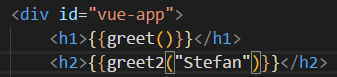 <div id="vue-app">
<h1>{{greet()}}</h1>
<h2>{{greet2("Stefan")}}</h2>